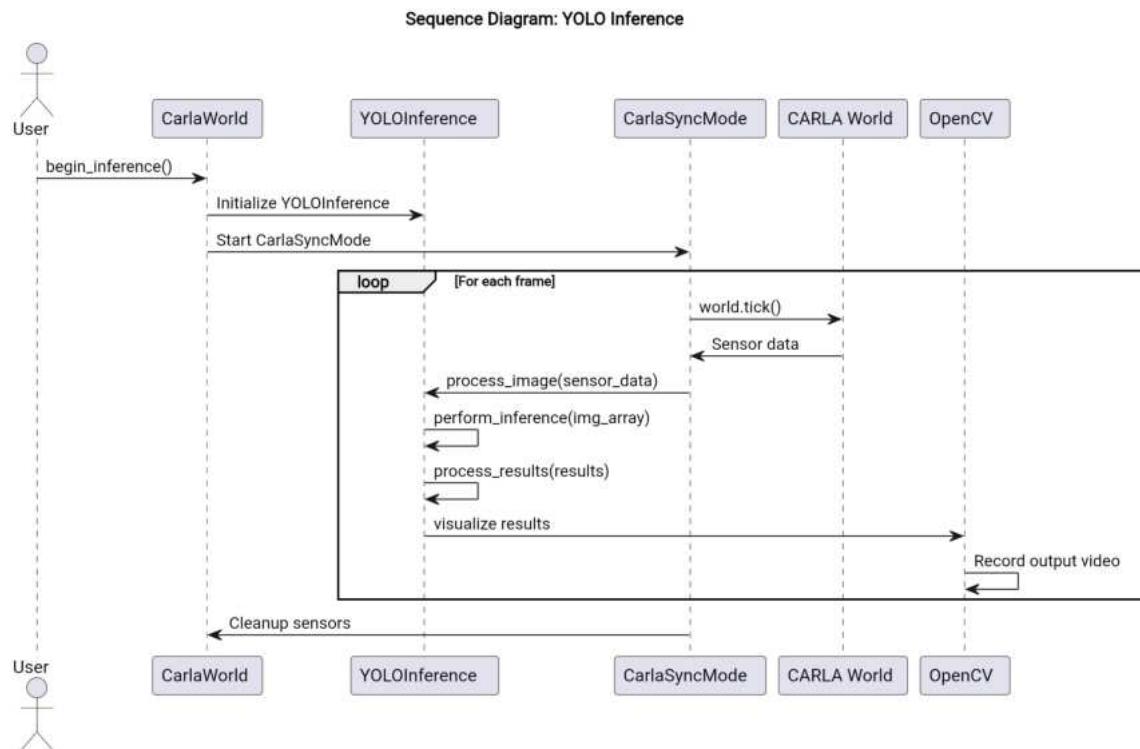 Sequence Diagram: YOLO Inference
User
CarlaWorld
YOLOInference
CarlaSyncMode
CARLA World
OpenCV
begin_inference()
Initialize YOLOInference
Start CarlaSyncMode
loop
[For each frame]
world.tick()
Sensor data
process_image(sensor_data)
perform_inference(img_array)
process_results(results)
visualize results
Record output video
Cleanup sensors
User
CarlaWorld
YOLOInference
CarlaSyncMode
CARLA World
OpenCV